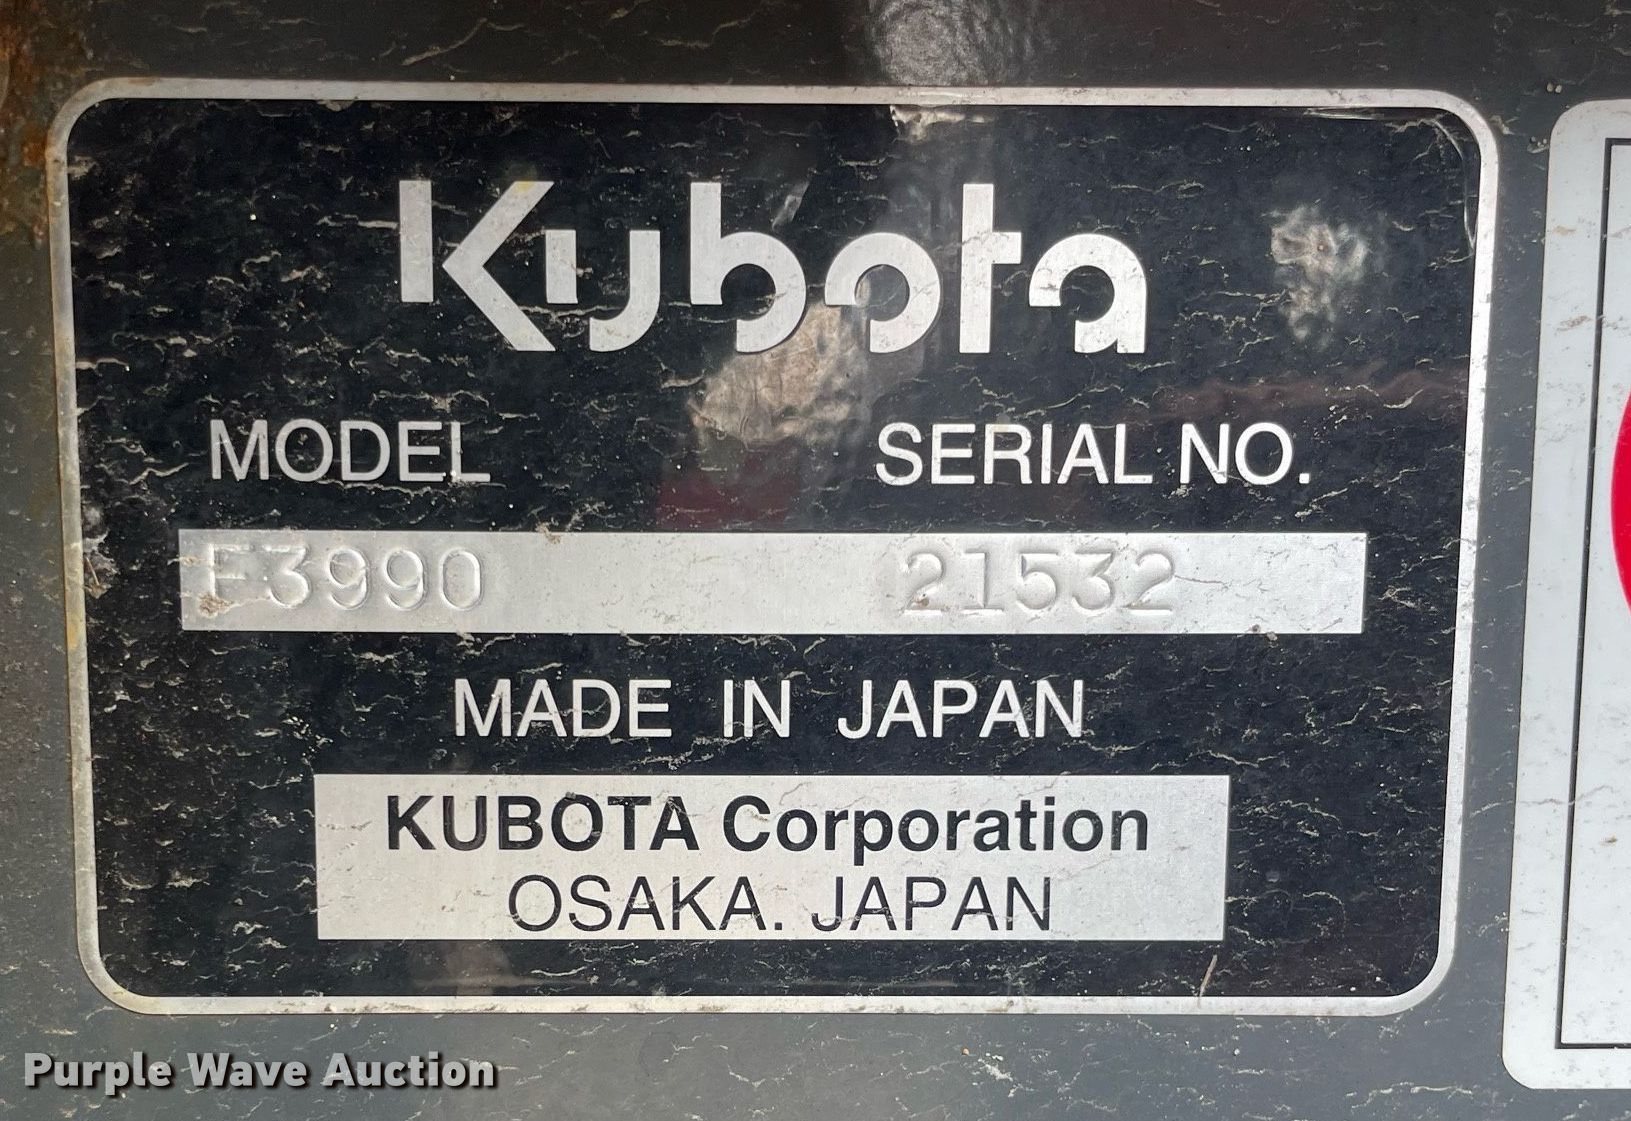 Kubota
MODEL SERIAL NO.
F3990 21532
MADE IN JAPAN
KUBOTA Corporation
OSAKA. JAPAN
Purple Wave Auction